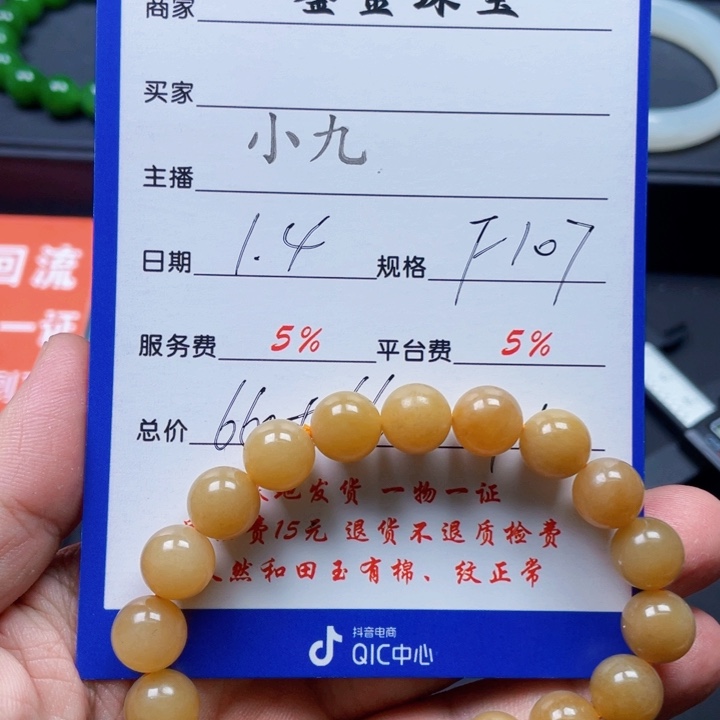 商家
买家
主播 小九
日期 1.4 规格 F-107
服务费 5% 平台费 5%
总价
地发货 一物一证
费15元 退货不退质检费
然和田玉有棉、纹正常
抖音电商
QIC中心
回流
一证